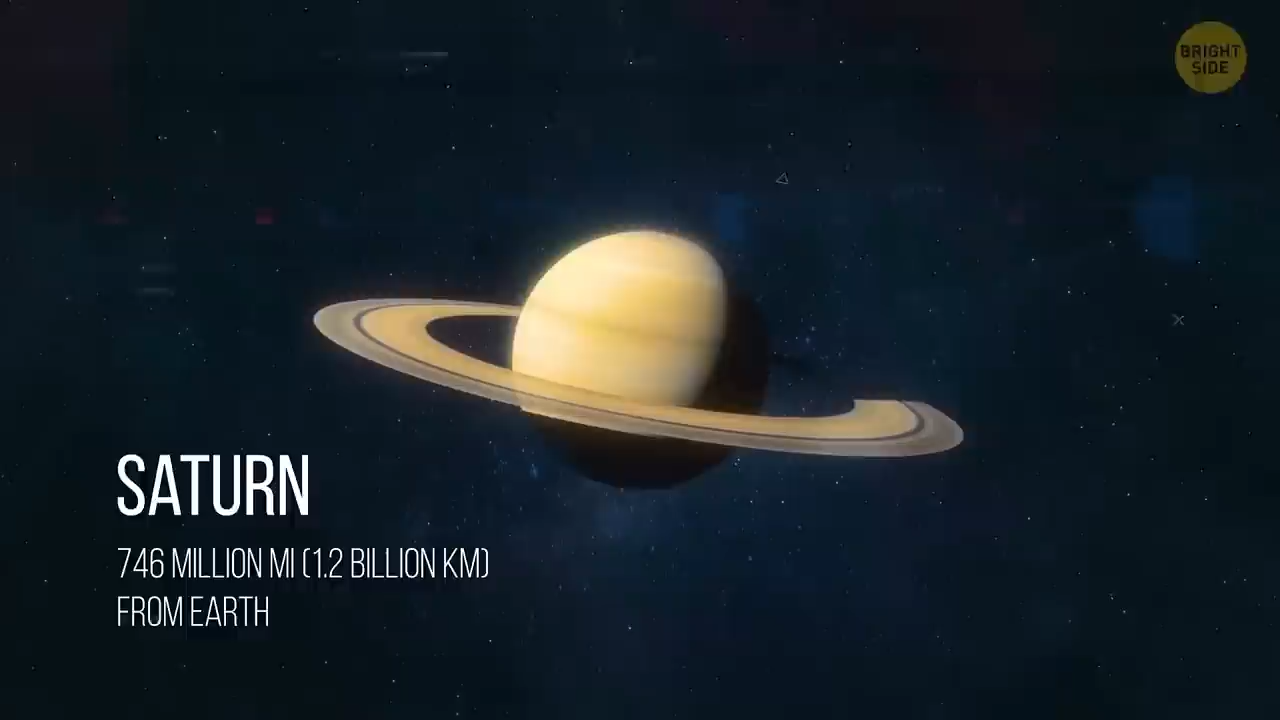 BRIGHT
SIDE
SATURN
746 MILLION MI (1.2 BILLION KM)
FROM EARTH